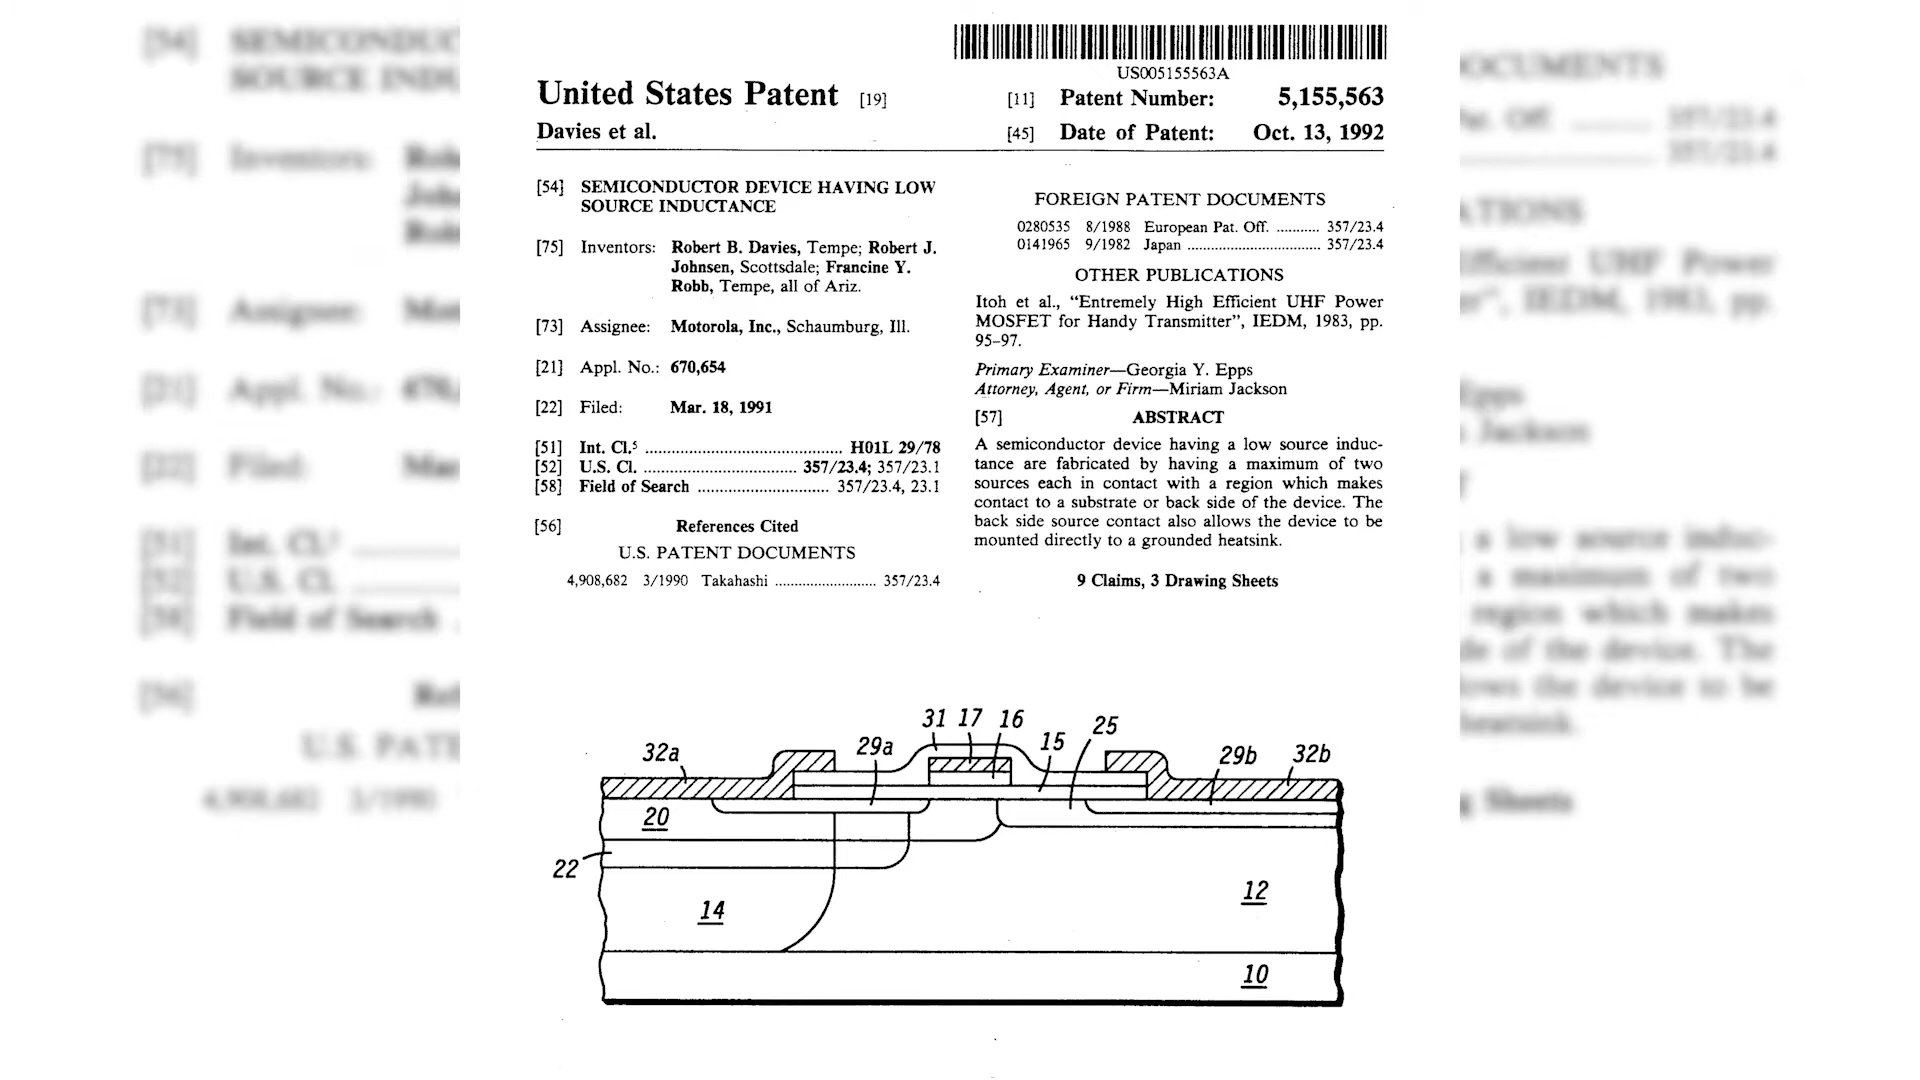 US005155563A
United States Patent [19]
Davies et al.
[11] Patent Number: 5,155,563
[45] Date of Patent: Oct. 13, 1992
[54] SEMICONDUCTOR DEVICE HAVING LOW
SOURCE INDUCTANCE
[75] Inventors: Robert B. Davies, Tempe; Robert J.
Johnsen, Scottsdale; Francine Y.
Robb, Tempe, all of Ariz.
[73] Assignee: Motorola, Inc., Schaumburg, Ill.
[21] Appl. No.: 670,654
[22] Filed: Mar. 18, 1991
[51] Int. Cl.⁵ .......................................... H01L 29/78
[52] U.S. Cl. ................................ 357/23.4; 357/23.1
[58] Field of Search ........................... 357/23.4, 23.1
[56] References Cited
U.S. PATENT DOCUMENTS
4,908,682 3/1990 Takahashi ......................... 357/23.4
FOREIGN PATENT DOCUMENTS
0280535 8/1988 European Pat. Off. ........... 357/23.4
0141965 9/1982 Japan ................................. 357/23.4
OTHER PUBLICATIONS
Itoh et al., “Entremely High Efficient UHF Power
MOSFET for Handy Transmitter”, IEDM, 1983, pp.
95–97.
Primary Examiner—Georgia Y. Epps
Attorney, Agent, or Firm—Miriam Jackson
[57] ABSTRACT
A semiconductor device having a low source induc-
tance are fabricated by having a maximum of two
sources each in contact with a region which makes
contact to a substrate or back side of the device. The
back side source contact also allows the device to be
mounted directly to a grounded heatsink.
9 Claims, 3 Drawing Sheets
31 17 16 25
32a 29a 15 29b 32b
20
22
14
12
10